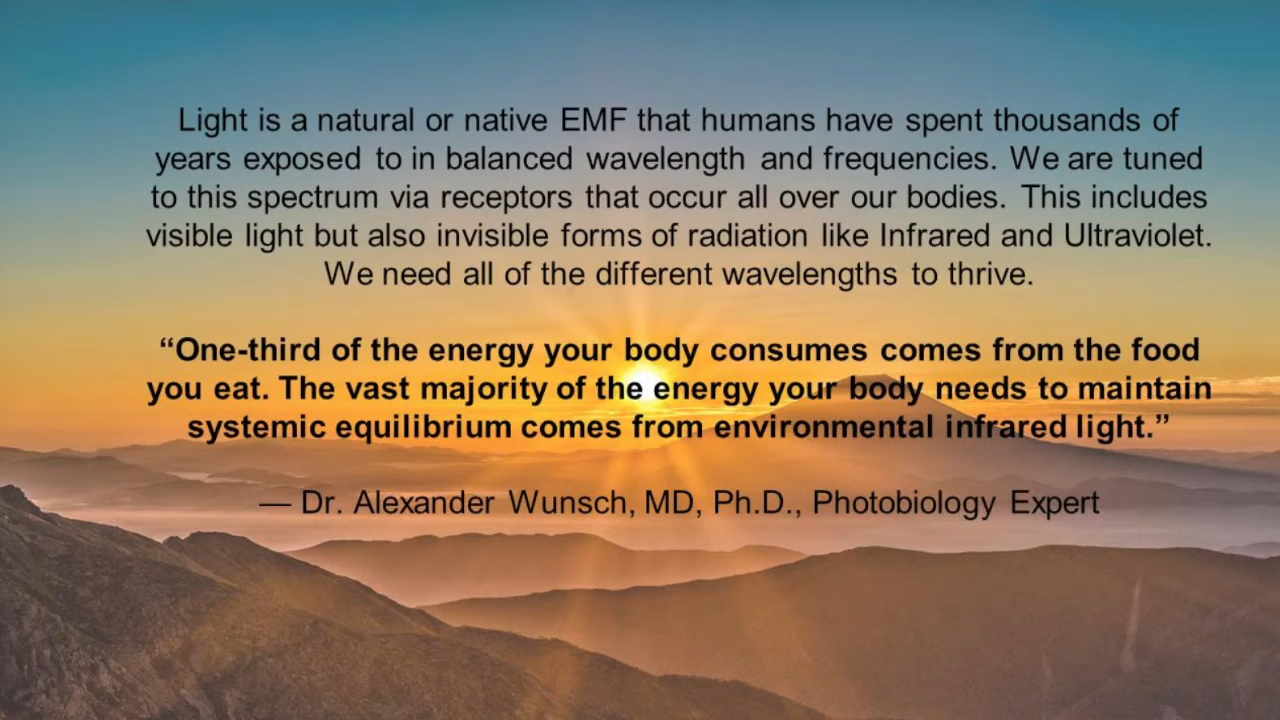 Light is a natural or native EMF that humans have spent thousands of
years exposed to in balanced wavelength and frequencies. We are tuned
to this spectrum via receptors that occur all over our bodies. This includes
visible light but also invisible forms of radiation like Infrared and Ultraviolet.
We need all of the different wavelengths to thrive.
“One-third of the energy your body consumes comes from the food
you eat. The vast majority of the energy your body needs to maintain
systemic equilibrium comes from environmental infrared light.”
— Dr. Alexander Wunsch, MD, Ph.D., Photobiology Expert